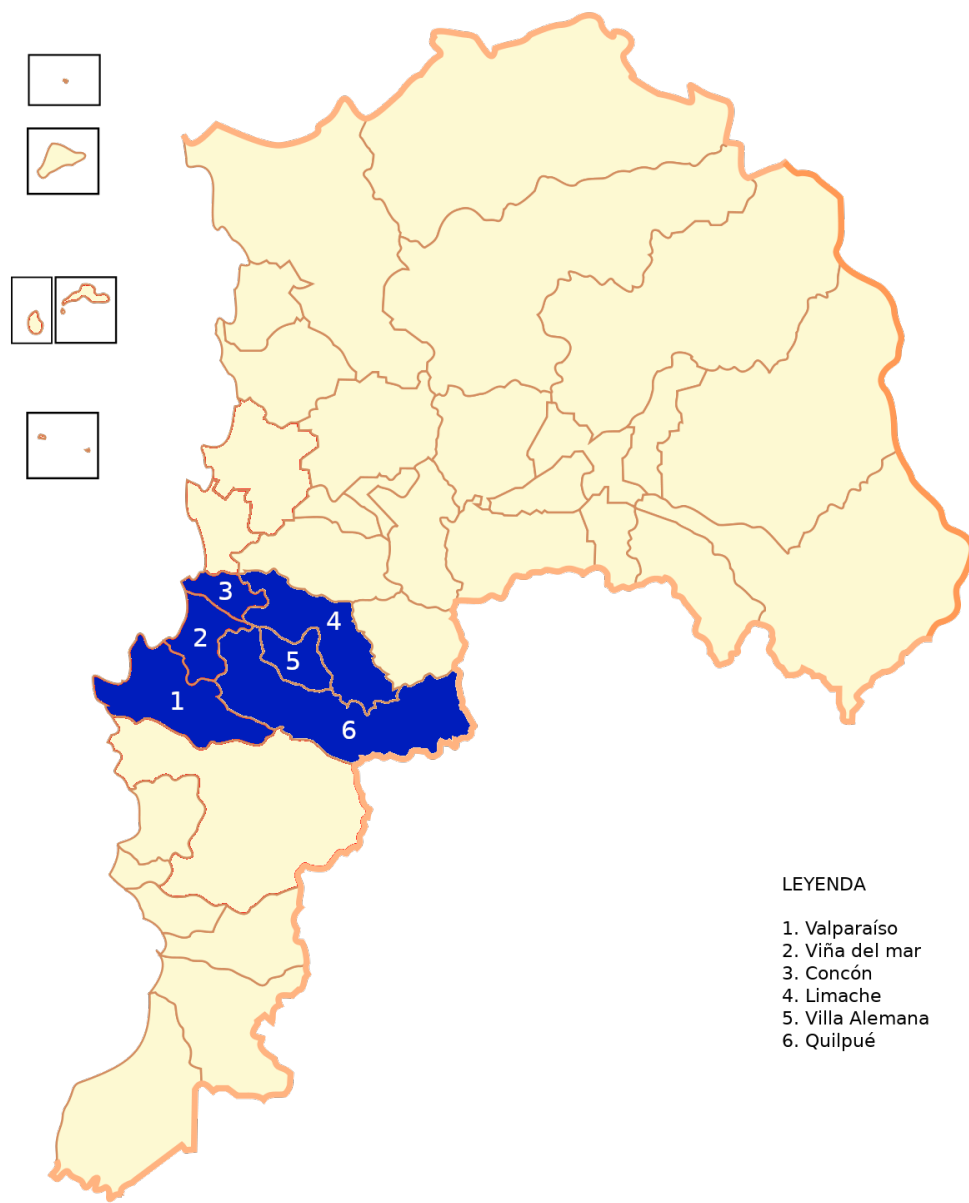 3
4
2
5
1
6
LEYENDA
1. Valparaíso
2. Viña del mar
3. Concón
4. Limache
5. Villa Alemana
6. Quilpué